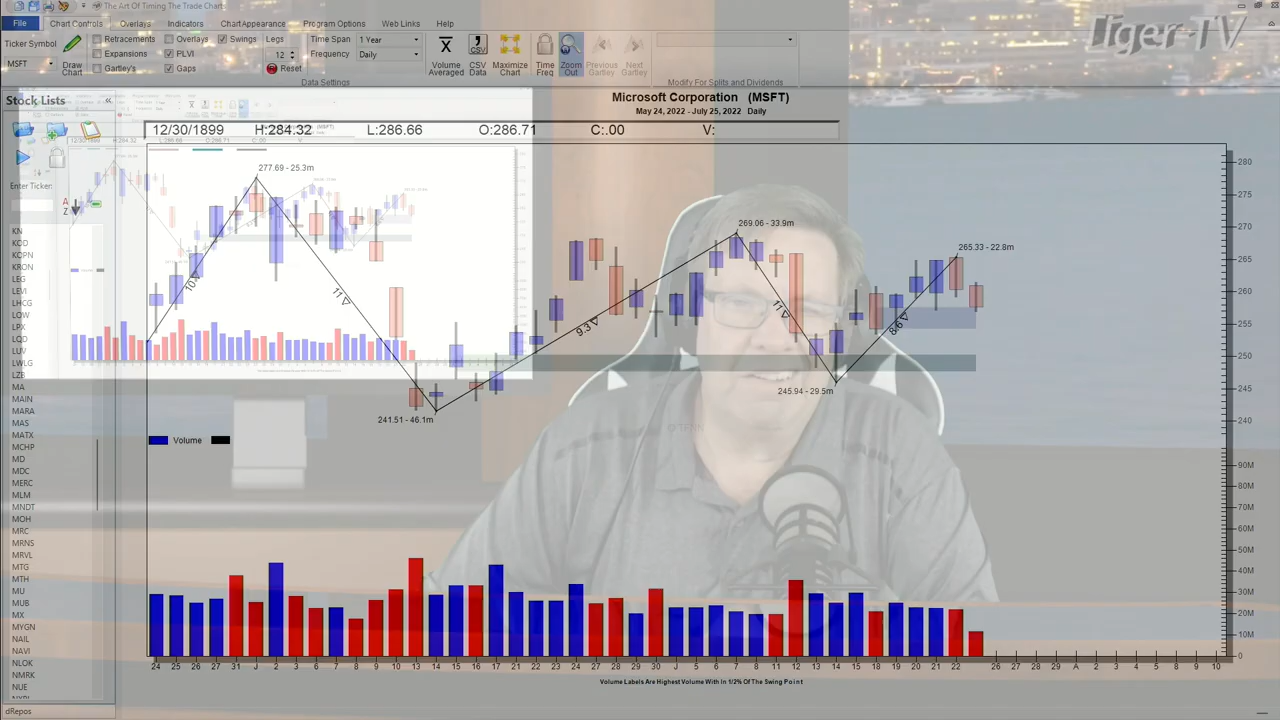 The Art Of Timing The Trade Charts
Tiger-TV
File Chart Controls Overlays Indicators Chart Appearance Program Options Web Links Help
Ticker Symbol
MSFT
Draw Chart
Retracements
Expansions
Gartley's
Overlays
PLVI
Gaps
Swings
Legs
12
Reset
Time Span 1 Year
Frequency Daily
Volume Averaged
CSV Data
Maximize Chart
Time Freq
Zoom Out
Previous Gartley
Next Gartley
Data Settings
Modify For Splits and Dividends
Stock Lists
Microsoft Corporation (MSFT)
May 24, 2022 - July 25, 2022 Daily
12/30/1899 H:284.32 L:286.66 O:286.71 C:.00 V:
Enter Ticker:
KN
KOD
KOPN
KRON
LEG
LEVI
LHCG
LOW
LPX
LQD
LUV
LWLG
LZB
MA
MAIN
MARA
MAS
MATX
MCHP
MD
MDC
MERC
MLM
MNDT
MOH
MRC
MRNS
MRVL
MTG
MTH
MU
MUB
MX
MYGN
NAIL
NAVI
NLOK
NMRK
NUE
dRepos
277.69 - 25.3m
269.06 - 33.9m
265.33 - 22.8m
245.94 - 29.5m
241.51 - 46.1m
10
11
9.3
11
8.6
TFNN
Volume
280
275
270
265
260
255
250
245
240
90M
80M
70M
60M
50M
40M
30M
20M
10M
0
24 25 26 27 31 J 2 3 6 7 8 9 10 13 14 15 16 17 21 22 23 24 27 28 29 30 J 5 6 7 8 11 12 13 14 15 18 19 20 21 22 26 27 28 29 A 2 3 4 5 8 9 10
Volume Labels Are Highest Volume With In 1/2% Of The Swing Point